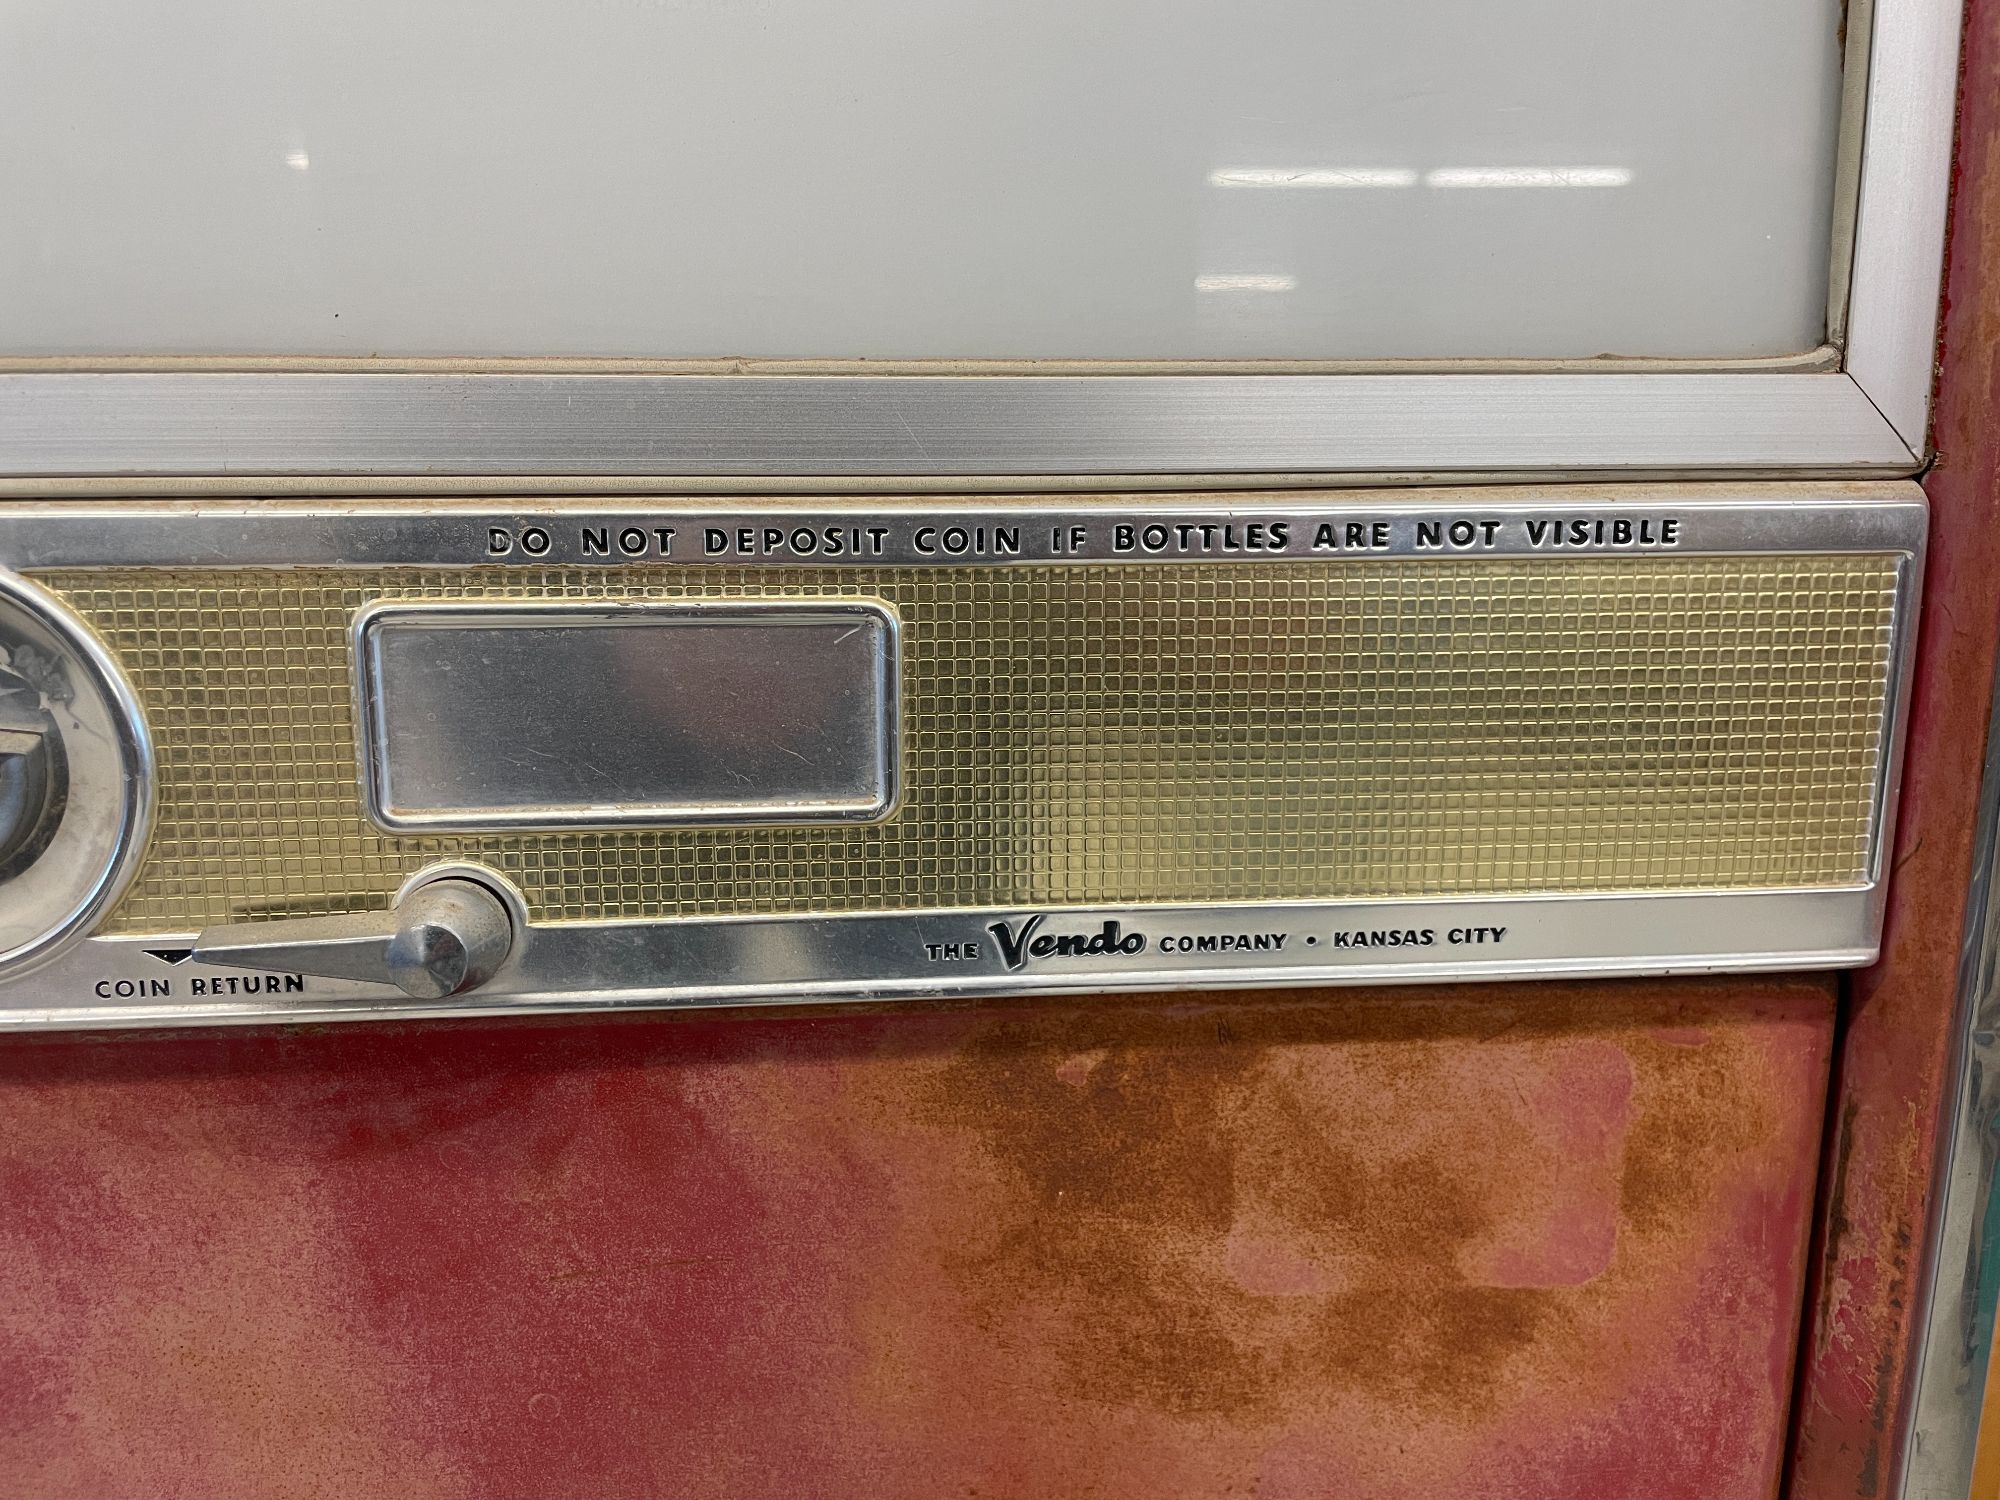 DO NOT DEPOSIT COIN IF BOTTLES ARE NOT VISIBLE
THE Vendo COMPANY • KANSAS CITY
COIN RETURN